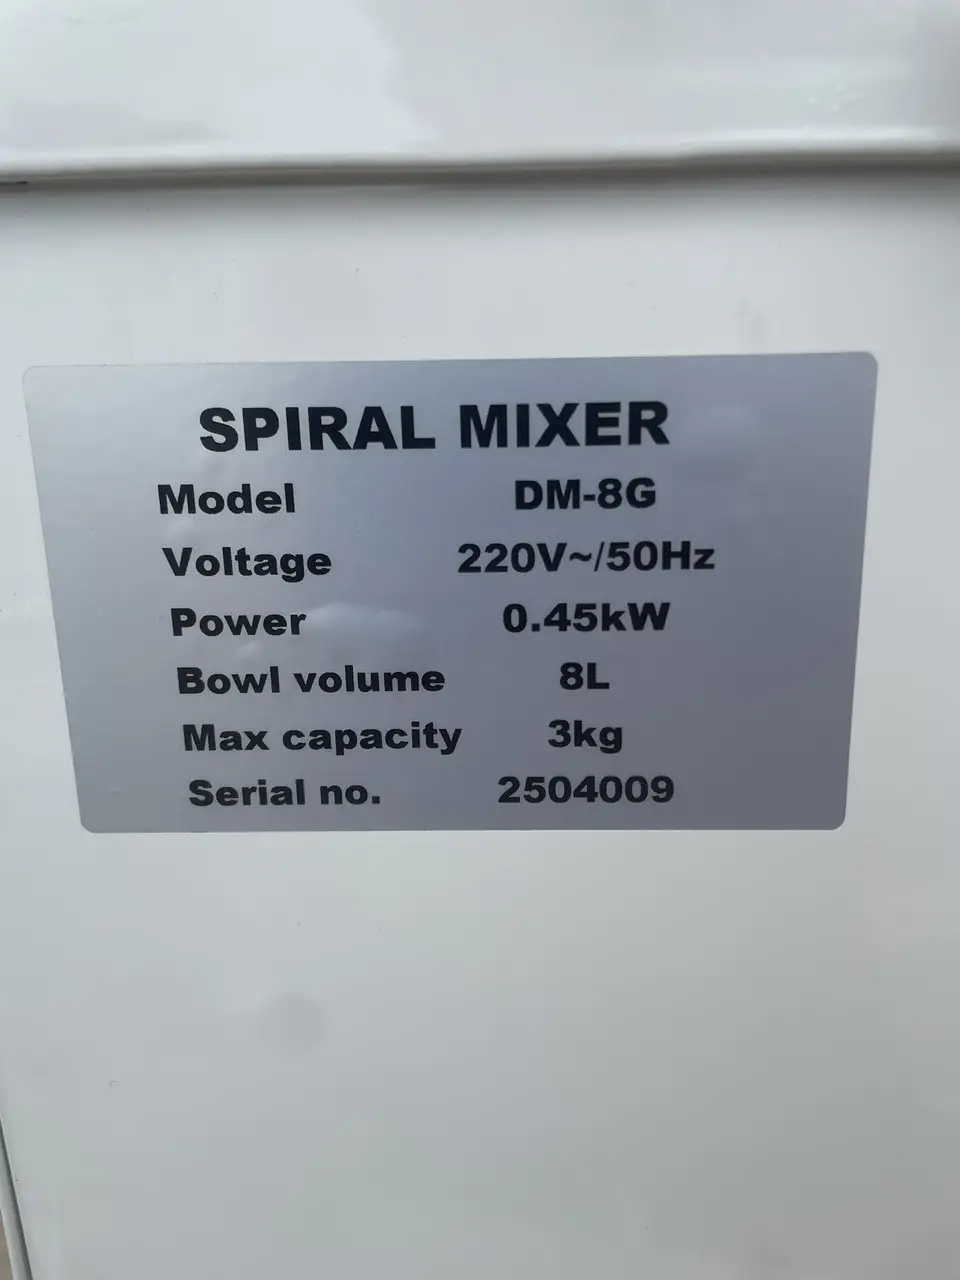 SPIRAL MIXER
Model DM-8G
Voltage 220V~/50Hz
Power 0.45kW
Bowl volume 8L
Max capacity 3kg
Serial no. 2504009